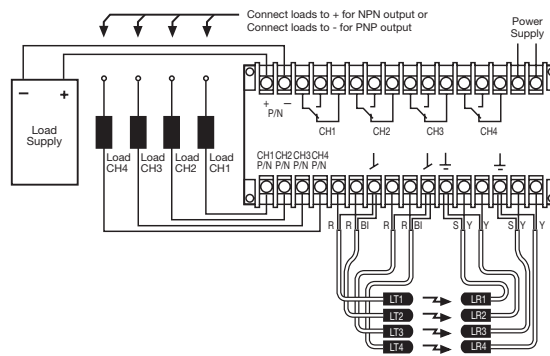 Connect loads to + for NPN output or
Connect loads to - for PNP output
Power
Supply
− +
Load
Supply
+ −
P/N
CH1 CH2 CH3 CH4
Load
CH4
Load
CH3
Load
CH2
Load
CH1
CH1 CH2 CH3 CH4
P/N P/N P/N P/N
R R Bl R R Bl S Y Y S Y Y
LT1 LR1
LT2 LR2
LT3 LR3
LT4 LR4